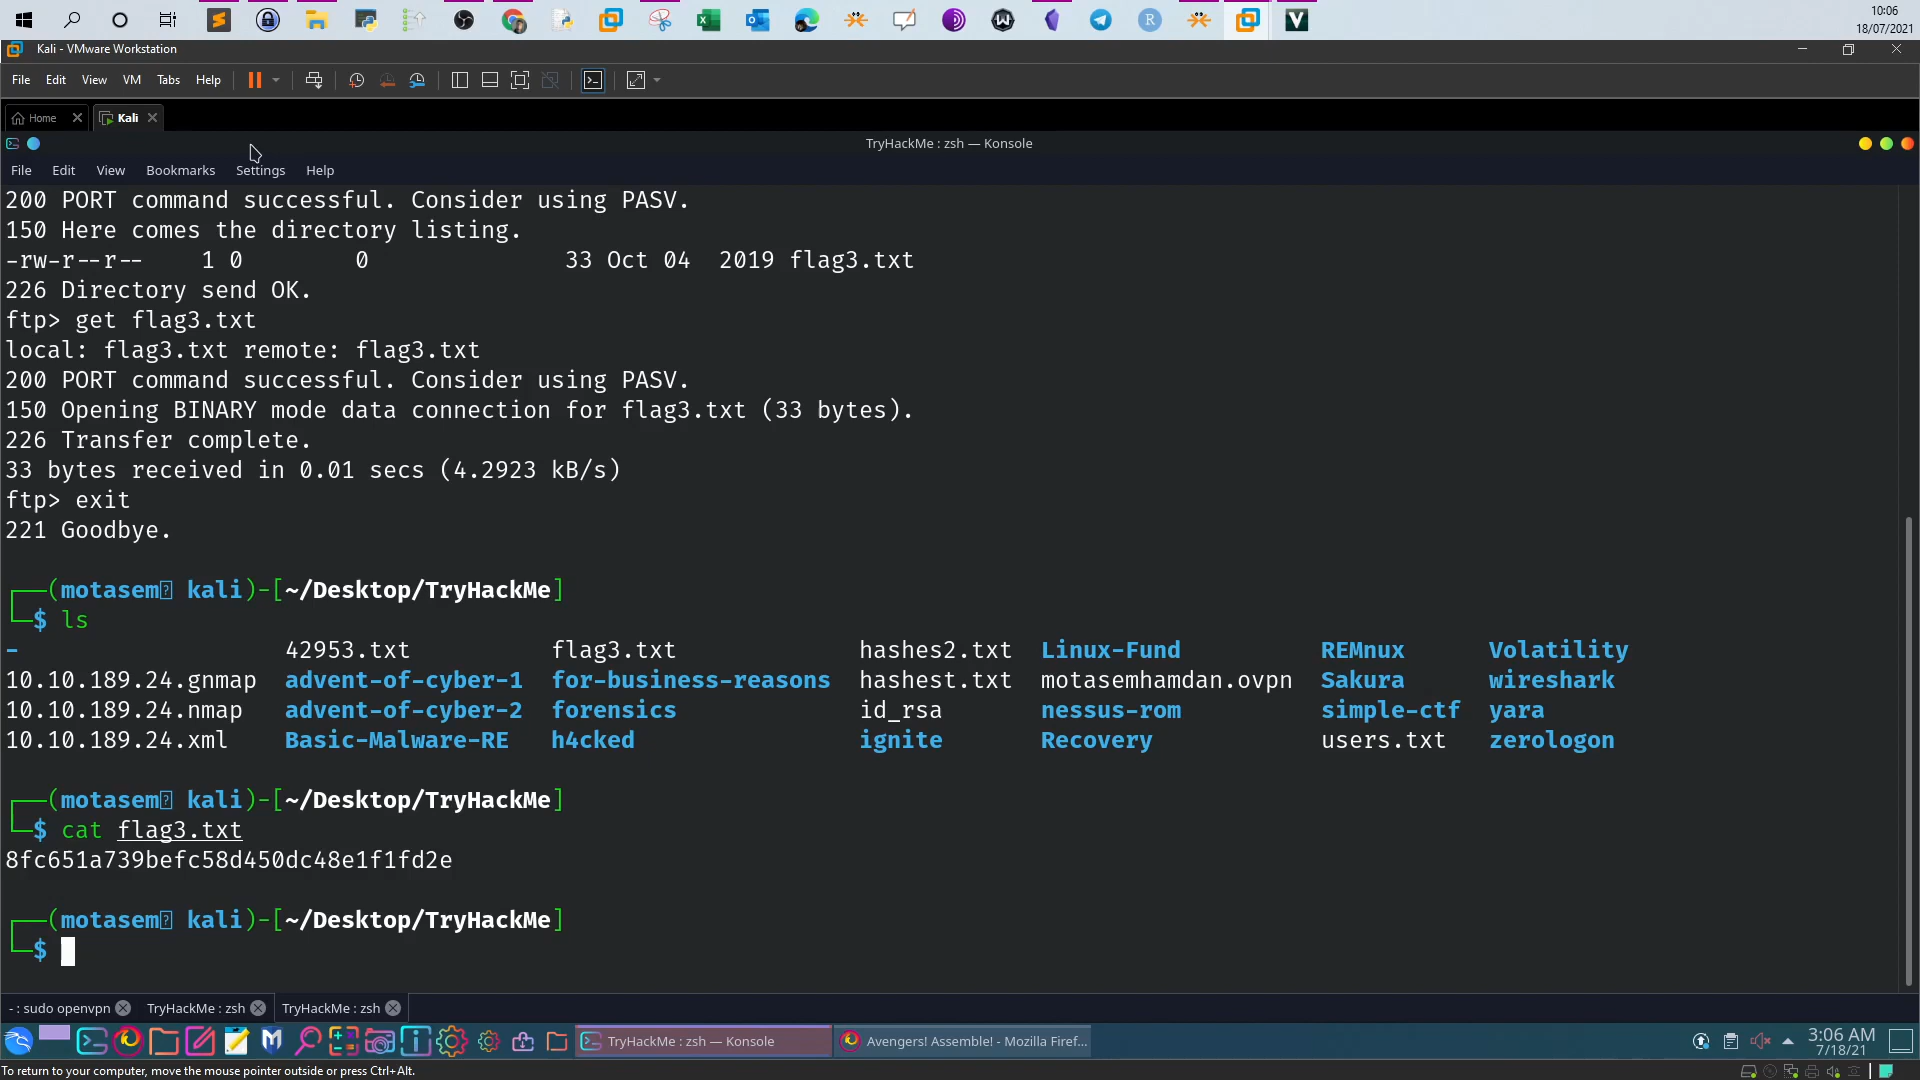 10:06
18/07/2021
Kali - VMware Workstation
File Edit View VM Tabs Help
Home Kali
TryHackMe : zsh — Konsole
File Edit View Bookmarks Settings Help
200 PORT command successful. Consider using PASV.
150 Here comes the directory listing.
-rw-r--r-- 1 0 0 33 Oct 04 2019 flag3.txt
226 Directory send OK.
ftp> get flag3.txt
local: flag3.txt remote: flag3.txt
200 PORT command successful. Consider using PASV.
150 Opening BINARY mode data connection for flag3.txt (33 bytes).
226 Transfer complete.
33 bytes received in 0.01 secs (4.2923 kB/s)
ftp> exit
221 Goodbye.
(motasem kali)-[~/Desktop/TryHackMe]
$ ls
- 42953.txt flag3.txt hashes2.txt Linux-Fund REMnux Volatility
10.10.189.24.gnmap advent-of-cyber-1 for-business-reasons hashest.txt motasemhamdan.ovpn Sakura wireshark
10.10.189.24.nmap advent-of-cyber-2 forensics id_rsa nessus-rom simple-ctf yara
10.10.189.24.xml Basic-Malware-RE h4cked ignite Recovery users.txt zerologon
(motasem kali)-[~/Desktop/TryHackMe]
$ cat flag3.txt
8fc651a739befc58d450dc48e1f1fd2e
(motasem kali)-[~/Desktop/TryHackMe]
$
- : sudo openvpn TryHackMe : zsh TryHackMe : zsh
TryHackMe : zsh — Konsole Avengers! Assemble! - Mozilla Firef... 3:06 AM
7/18/21
To return to your computer, move the mouse pointer outside or press Ctrl+Alt.